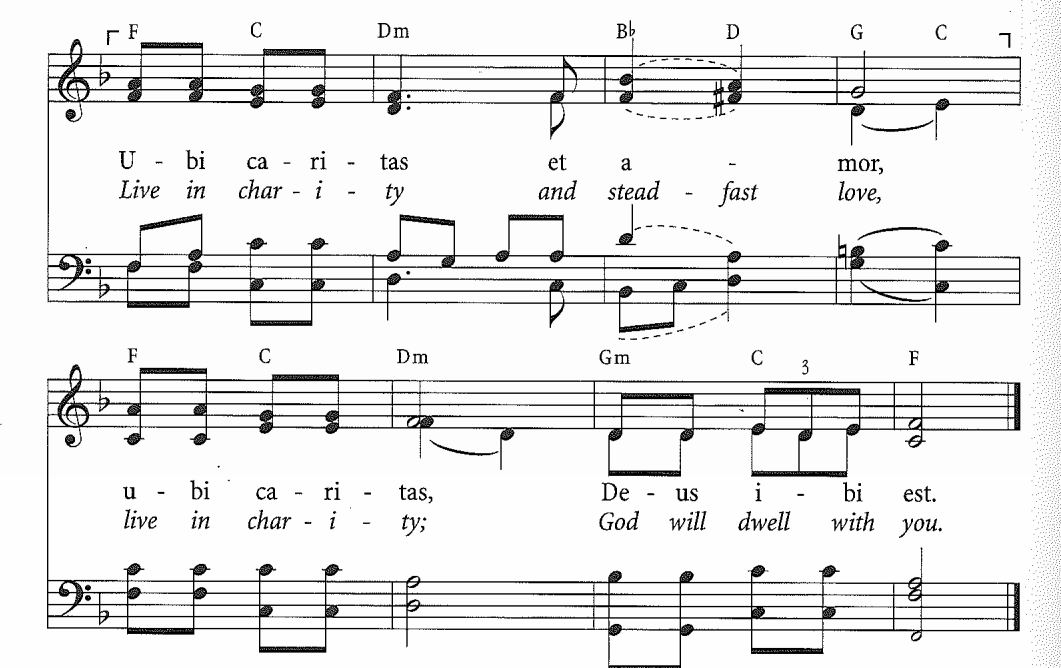 F C Dm B♭ D G C
U - bi ca - ri - tas et a - mor,
Live in char - i - ty and stead - fast love,
F C Dm Gm C 3 F
u - bi ca - ri - tas, De - us i - bi est.
live in char - i - ty; God will dwell with you.